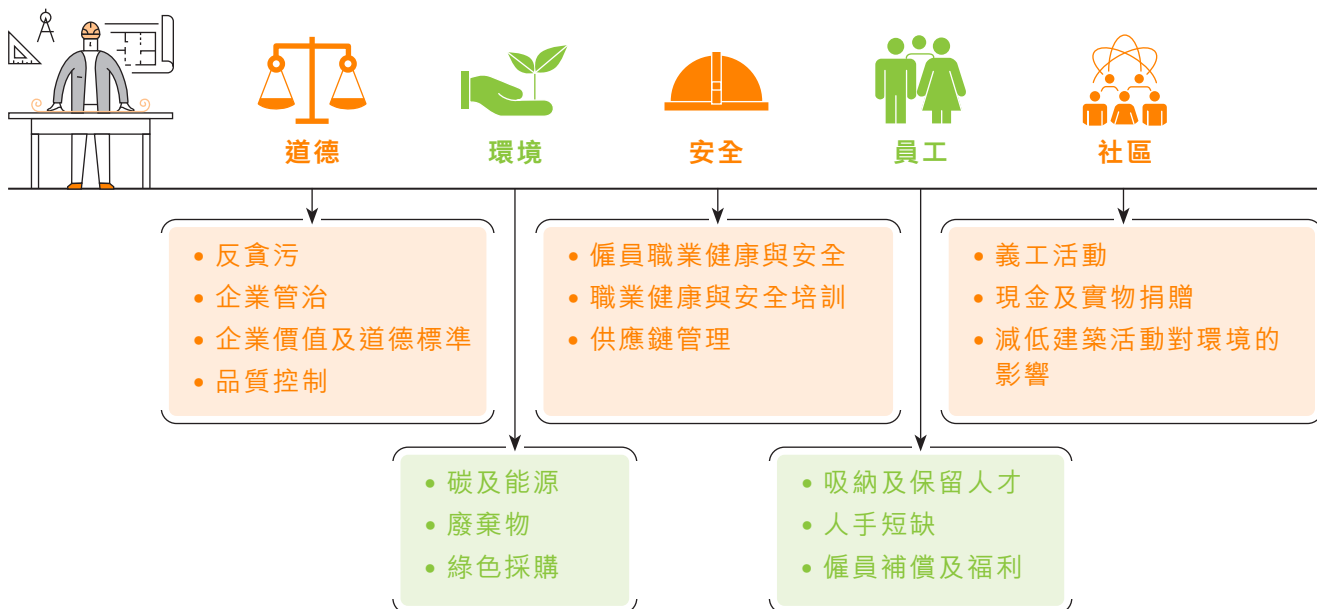 道德
環境
安全
員工
社區
• 反貪污
• 企業管治
• 企業價值及道德標準
• 品質控制
• 僱員職業健康與安全
• 職業健康與安全培訓
• 供應鏈管理
• 義工活動
• 現金及實物捐贈
• 減低建築活動對環境的
影響
• 碳及能源
• 廢棄物
• 綠色採購
• 吸納及保留人才
• 人手短缺
• 僱員補償及福利